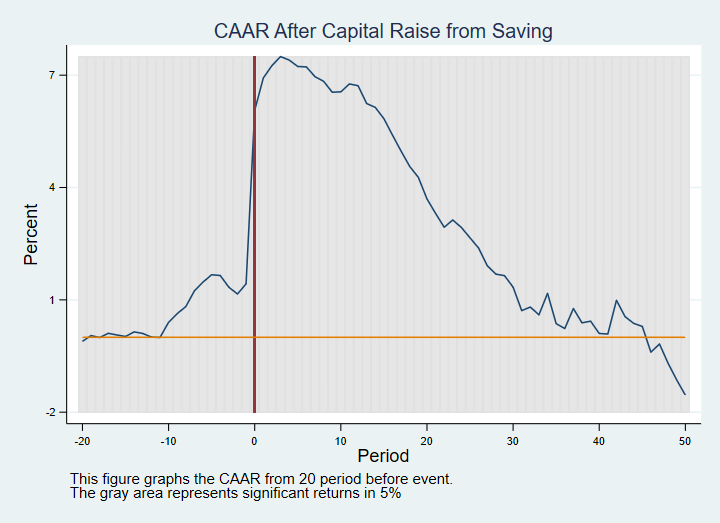 CAAR After Capital Raise from Saving
7
4
1
-2
Percent
-20 -10 0 10 20 30 40 50
Period
This figure graphs the CAAR from 20 period before event.
The gray area represents significant returns in 5%